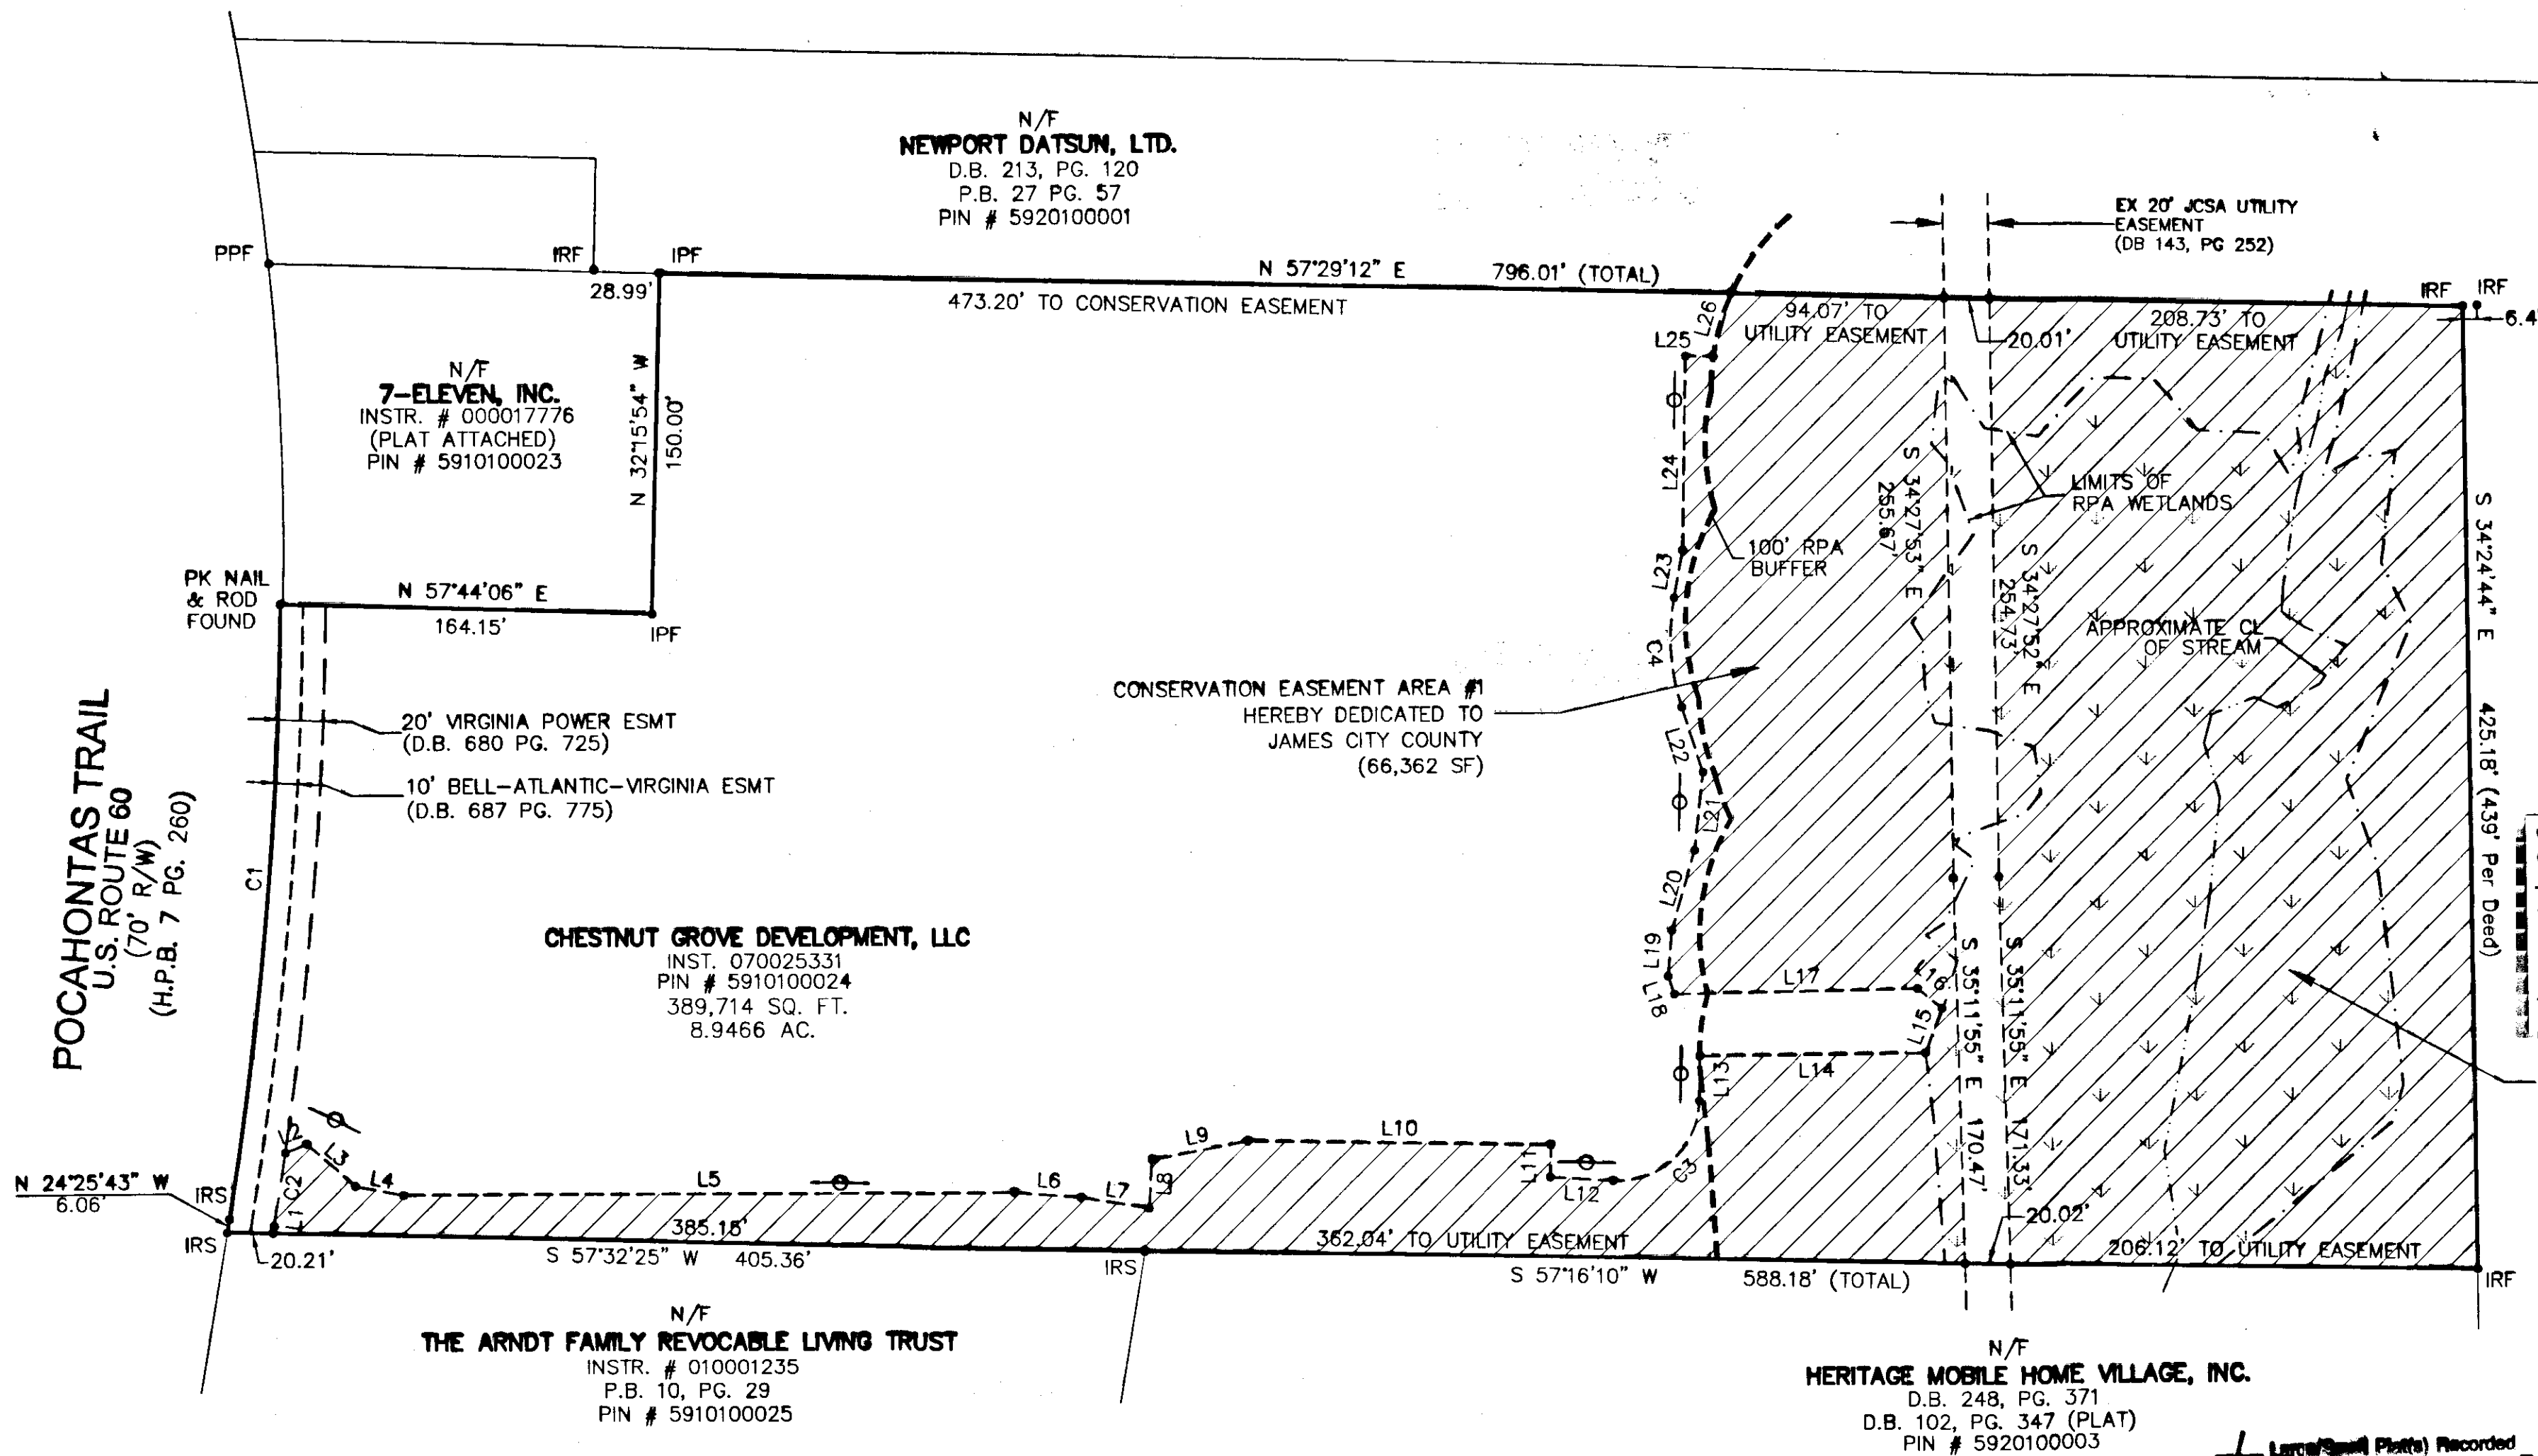 N/F
NEWPORT DATSUN, LTD.
D.B. 213, PG. 120
P.B. 27 PG. 57
PIN # 5920100001
EX 20' JCSA UTILITY
EASEMENT
(DB 143, PG 252)
PPF
IRF
IPF
28.99'
N 57°29'12" E 796.01' (TOTAL)
473.20' TO CONSERVATION EASEMENT
L26
L25
94.07' TO
UTILITY EASEMENT
20.01'
208.73' TO
UTILITY EASEMENT
IRF
IRF
N/F
7-ELEVEN, INC.
INSTR. # 000017776
(PLAT ATTACHED)
PIN # 5910100023
N 32°15'54" W
150.00'
L24
S 34°27'53" E
255.67'
LIMITS OF
RPA WETLANDS
100' RPA
BUFFER
L23
S 34°27'52" E
254.73'
S 34°24'44" E 425.18' (439' Per Deed)
PK NAIL
& ROD
FOUND
N 57°44'06" E
164.15'
IPF
C4
APPROXIMATE CL
OF STREAM
CONSERVATION EASEMENT AREA #1
HEREBY DEDICATED TO
JAMES CITY COUNTY
(66,362 SF)
L22
L21
L20
L19
L18
L17
L16
L15
L14
L13
POCAHONTAS TRAIL
U.S. ROUTE 60
(70' R/W)
(H.P.B. 7 PG. 260)
20' VIRGINIA POWER ESMT
(D.B. 680 PG. 725)
10' BELL-ATLANTIC-VIRGINIA ESMT
(D.B. 687 PG. 775)
C1
CHESTNUT GROVE DEVELOPMENT, LLC
INST. 070025331
PIN # 5910100024
389,714 SQ. FT.
8.9466 AC.
S 35°11'55" E 170.47'
S 35°11'55" E 171.33'
N 24°25'43" W
6.06'
IRS
IRS
L1
C2
L2
L3
L4
L5
L6
L7
L8
L9
L10
L11
L12
C3
20.21'
385.15'
S 57°32'25" W 405.36'
IRS
362.04' TO UTILITY EASEMENT
S 57°16'10" W 588.18' (TOTAL)
20.02'
206.12' TO UTILITY EASEMENT
IRF
N/F
THE ARNDT FAMILY REVOCABLE LIVING TRUST
INSTR. # 010001235
P.B. 10, PG. 29
PIN # 5910100025
N/F
HERITAGE MOBILE HOME VILLAGE, INC.
D.B. 248, PG. 371
D.B. 102, PG. 347 (PLAT)
PIN # 5920100003
Large/Small Plat(s) Recorded